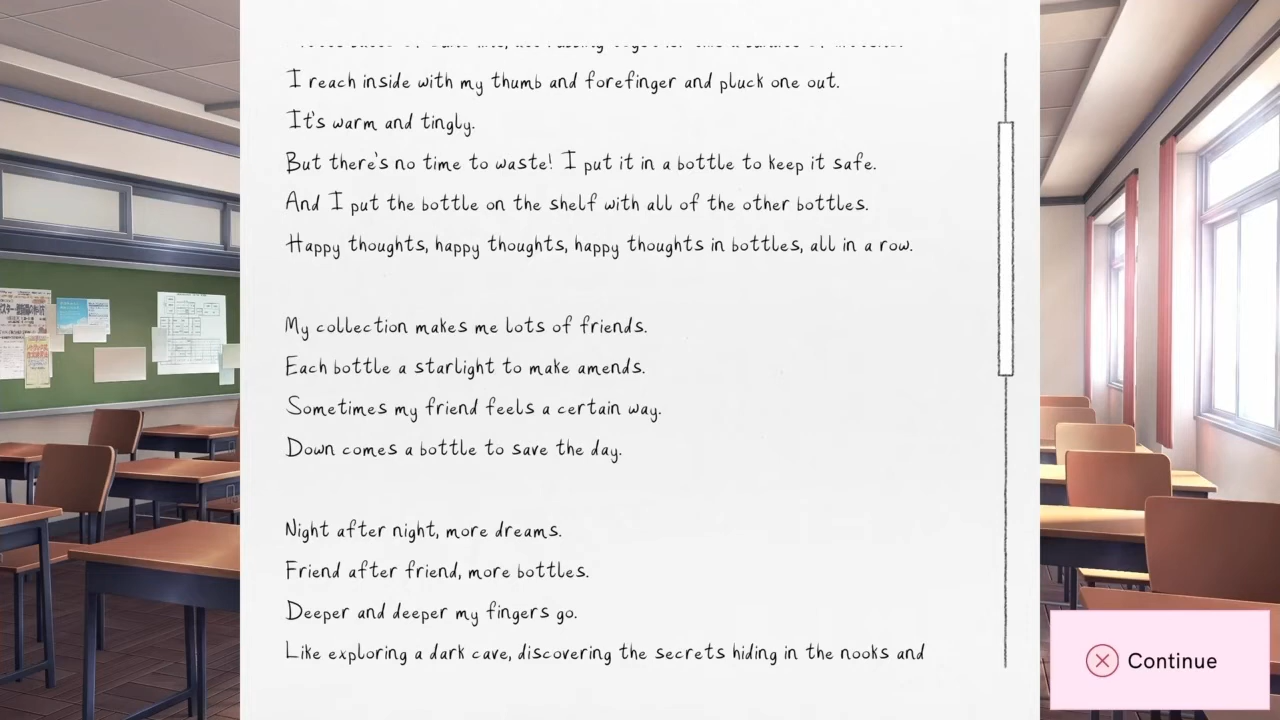 I reach inside with my thumb and forefinger and pluck one out.
It's warm and tingly.
But there's no time to waste! I put it in a bottle to keep it safe.
And I put the bottle on the shelf with all of the other bottles.
Happy thoughts, happy thoughts, happy thoughts in bottles, all in a row.
My collection makes me lots of friends.
Each bottle a starlight to make amends.
Sometimes my friend feels a certain way.
Down comes a bottle to save the day.
Night after night, more dreams.
Friend after friend, more bottles.
Deeper and deeper my fingers go.
Like exploring a dark cave, discovering the secrets hiding in the nooks and
Continue